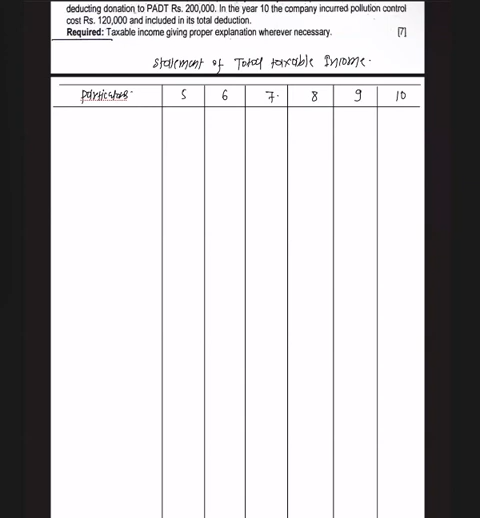 deducting donation to PADT Rs. 200,000. In the year 10 the company incurred pollution control
cost Rs. 120,000 and included in its total deduction.
Required: Taxable income giving proper explanation wherever necessary. [7]
Statement of Total taxable Income.
Particulars 5 6 7. 8 9 10